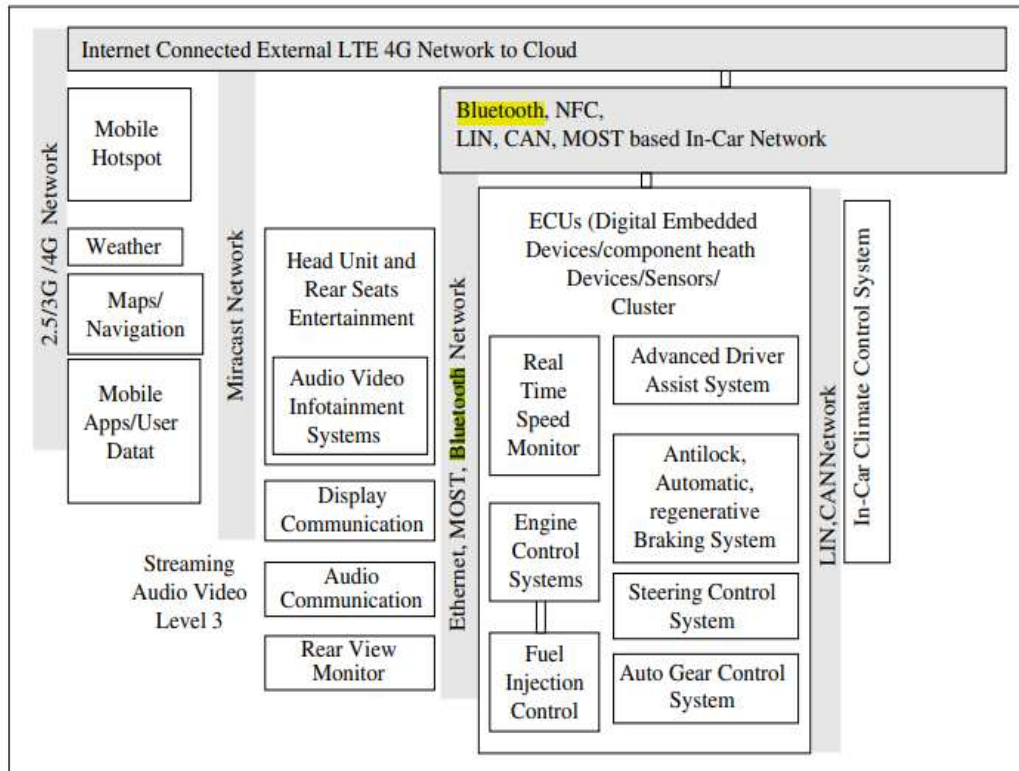 Internet Connected External LTE 4G Network to Cloud
2.5/3G/4G Network
Mobile
Hotspot
Weather
Maps/
Navigation
Mobile
Apps/User
Datat
Miracast Network
Streaming
Audio Video
Level 3
Head Unit and
Rear Seats
Entertainment
Audio Video
Infotainment
Systems
Display
Communication
Audio
Communication
Rear View
Monitor
Bluetooth, NFC,
LIN, CAN, MOST based In-Car Network
Ethernet, MOST, Bluetooth Network
ECUs (Digital Embedded
Devices/component heath
Devices/Sensors/
Cluster
Real
Time
Speed
Monitor
Engine
Control
Systems
Fuel
Injection
Control
Advanced Driver
Assist System
Antilock,
Automatic,
regenerative
Braking System
Steering Control
System
Auto Gear Control
System
LIN,CAN Network
In-Car Climate Control System